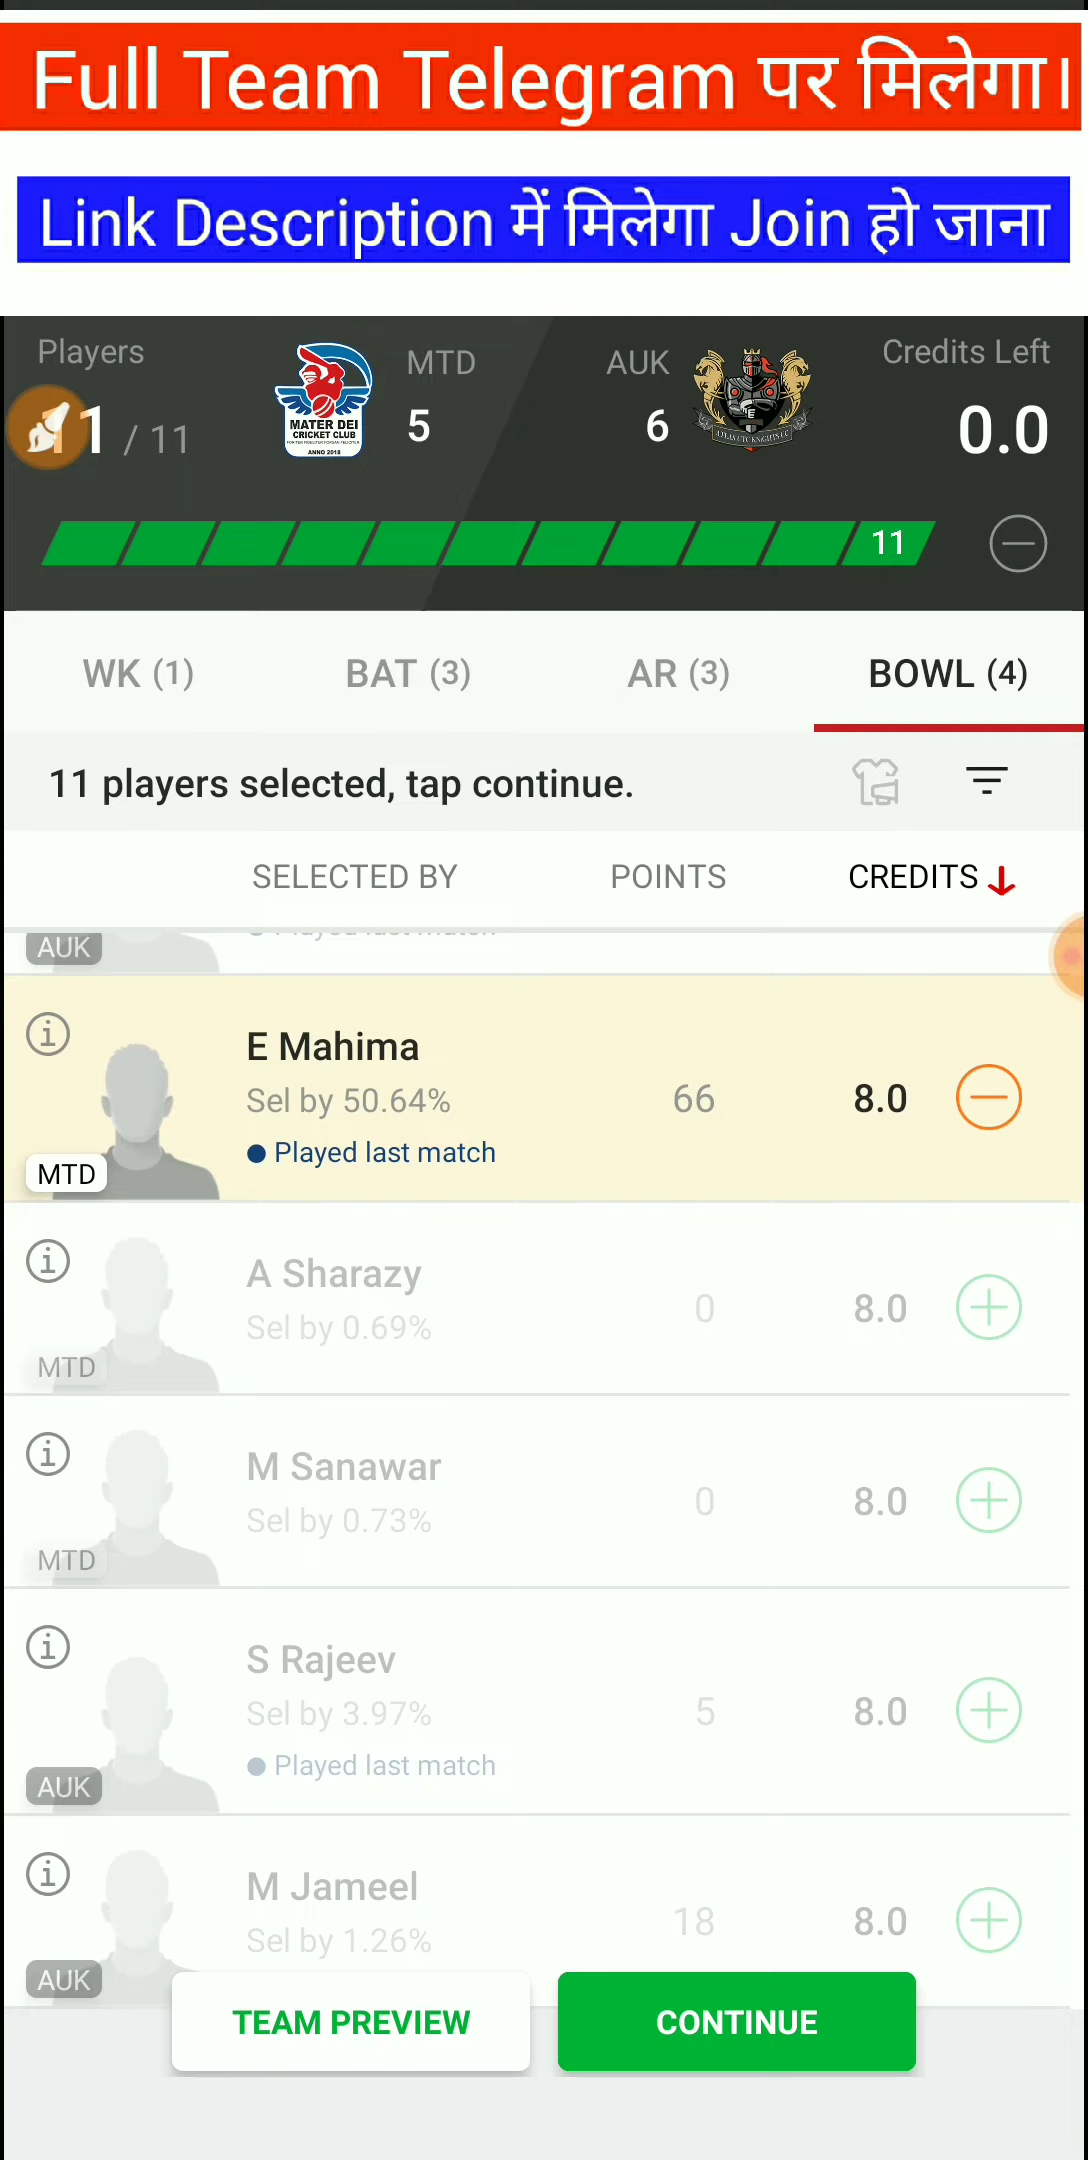 Full Team Telegram पर मिलेगा।
Link Description में मिलेगा Join हो जाना
Players
MTD
AUK
Credits Left
MATER DEI
CRICKET CLUB
ANNO 2018
1 / 11
5
6
0.0
11
WK (1)
BAT (3)
AR (3)
BOWL (4)
11 players selected, tap continue.
SELECTED BY
POINTS
CREDITS
AUK
Played last match
E Mahima
Sel by 50.64%
66
8.0
Played last match
MTD
A Sharazy
Sel by 0.69%
0
8.0
MTD
M Sanawar
Sel by 0.73%
0
8.0
MTD
S Rajeev
Sel by 3.97%
5
8.0
Played last match
AUK
M Jameel
Sel by 1.26%
18
8.0
AUK
TEAM PREVIEW
CONTINUE